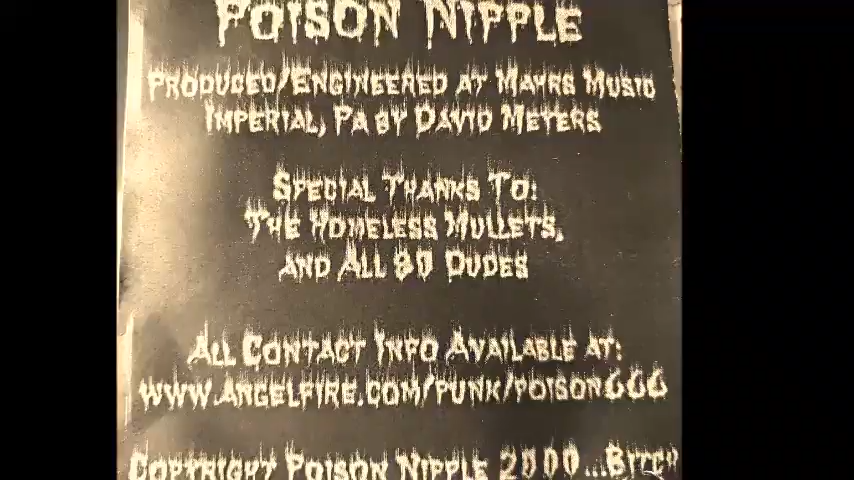 Poison Nipple
Produced/Engineered at Mayrs Music
Imperial, Pa by David Meyers
Special Thanks To:
The Homeless Mullets,
and All 80 Dudes
All Contact Info Available at:
www.angelfire.com/punk/poison666
Copyright Poison Nipple 2000...Bitch